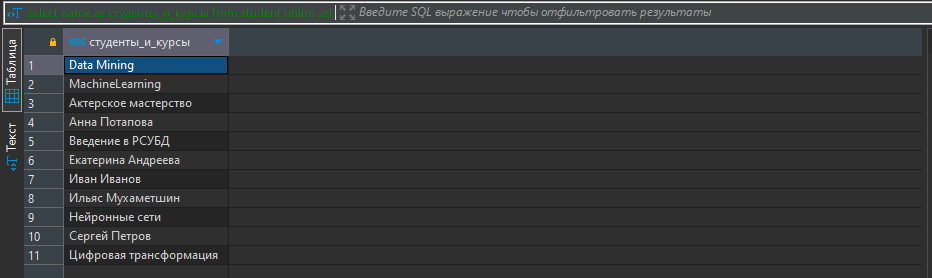 select name as студенты_и_курсы from student union sel Введите SQL выражение чтобы отфильтровать результаты
Таблица
Текст
ABC студенты_и_курсы
1 Data Mining
2 MachineLearning
3 Актерское мастерство
4 Анна Потапова
5 Введение в РСУБД
6 Екатерина Андреева
7 Иван Иванов
8 Ильяс Мухаметшин
9 Нейронные сети
10 Сергей Петров
11 Цифровая трансформация